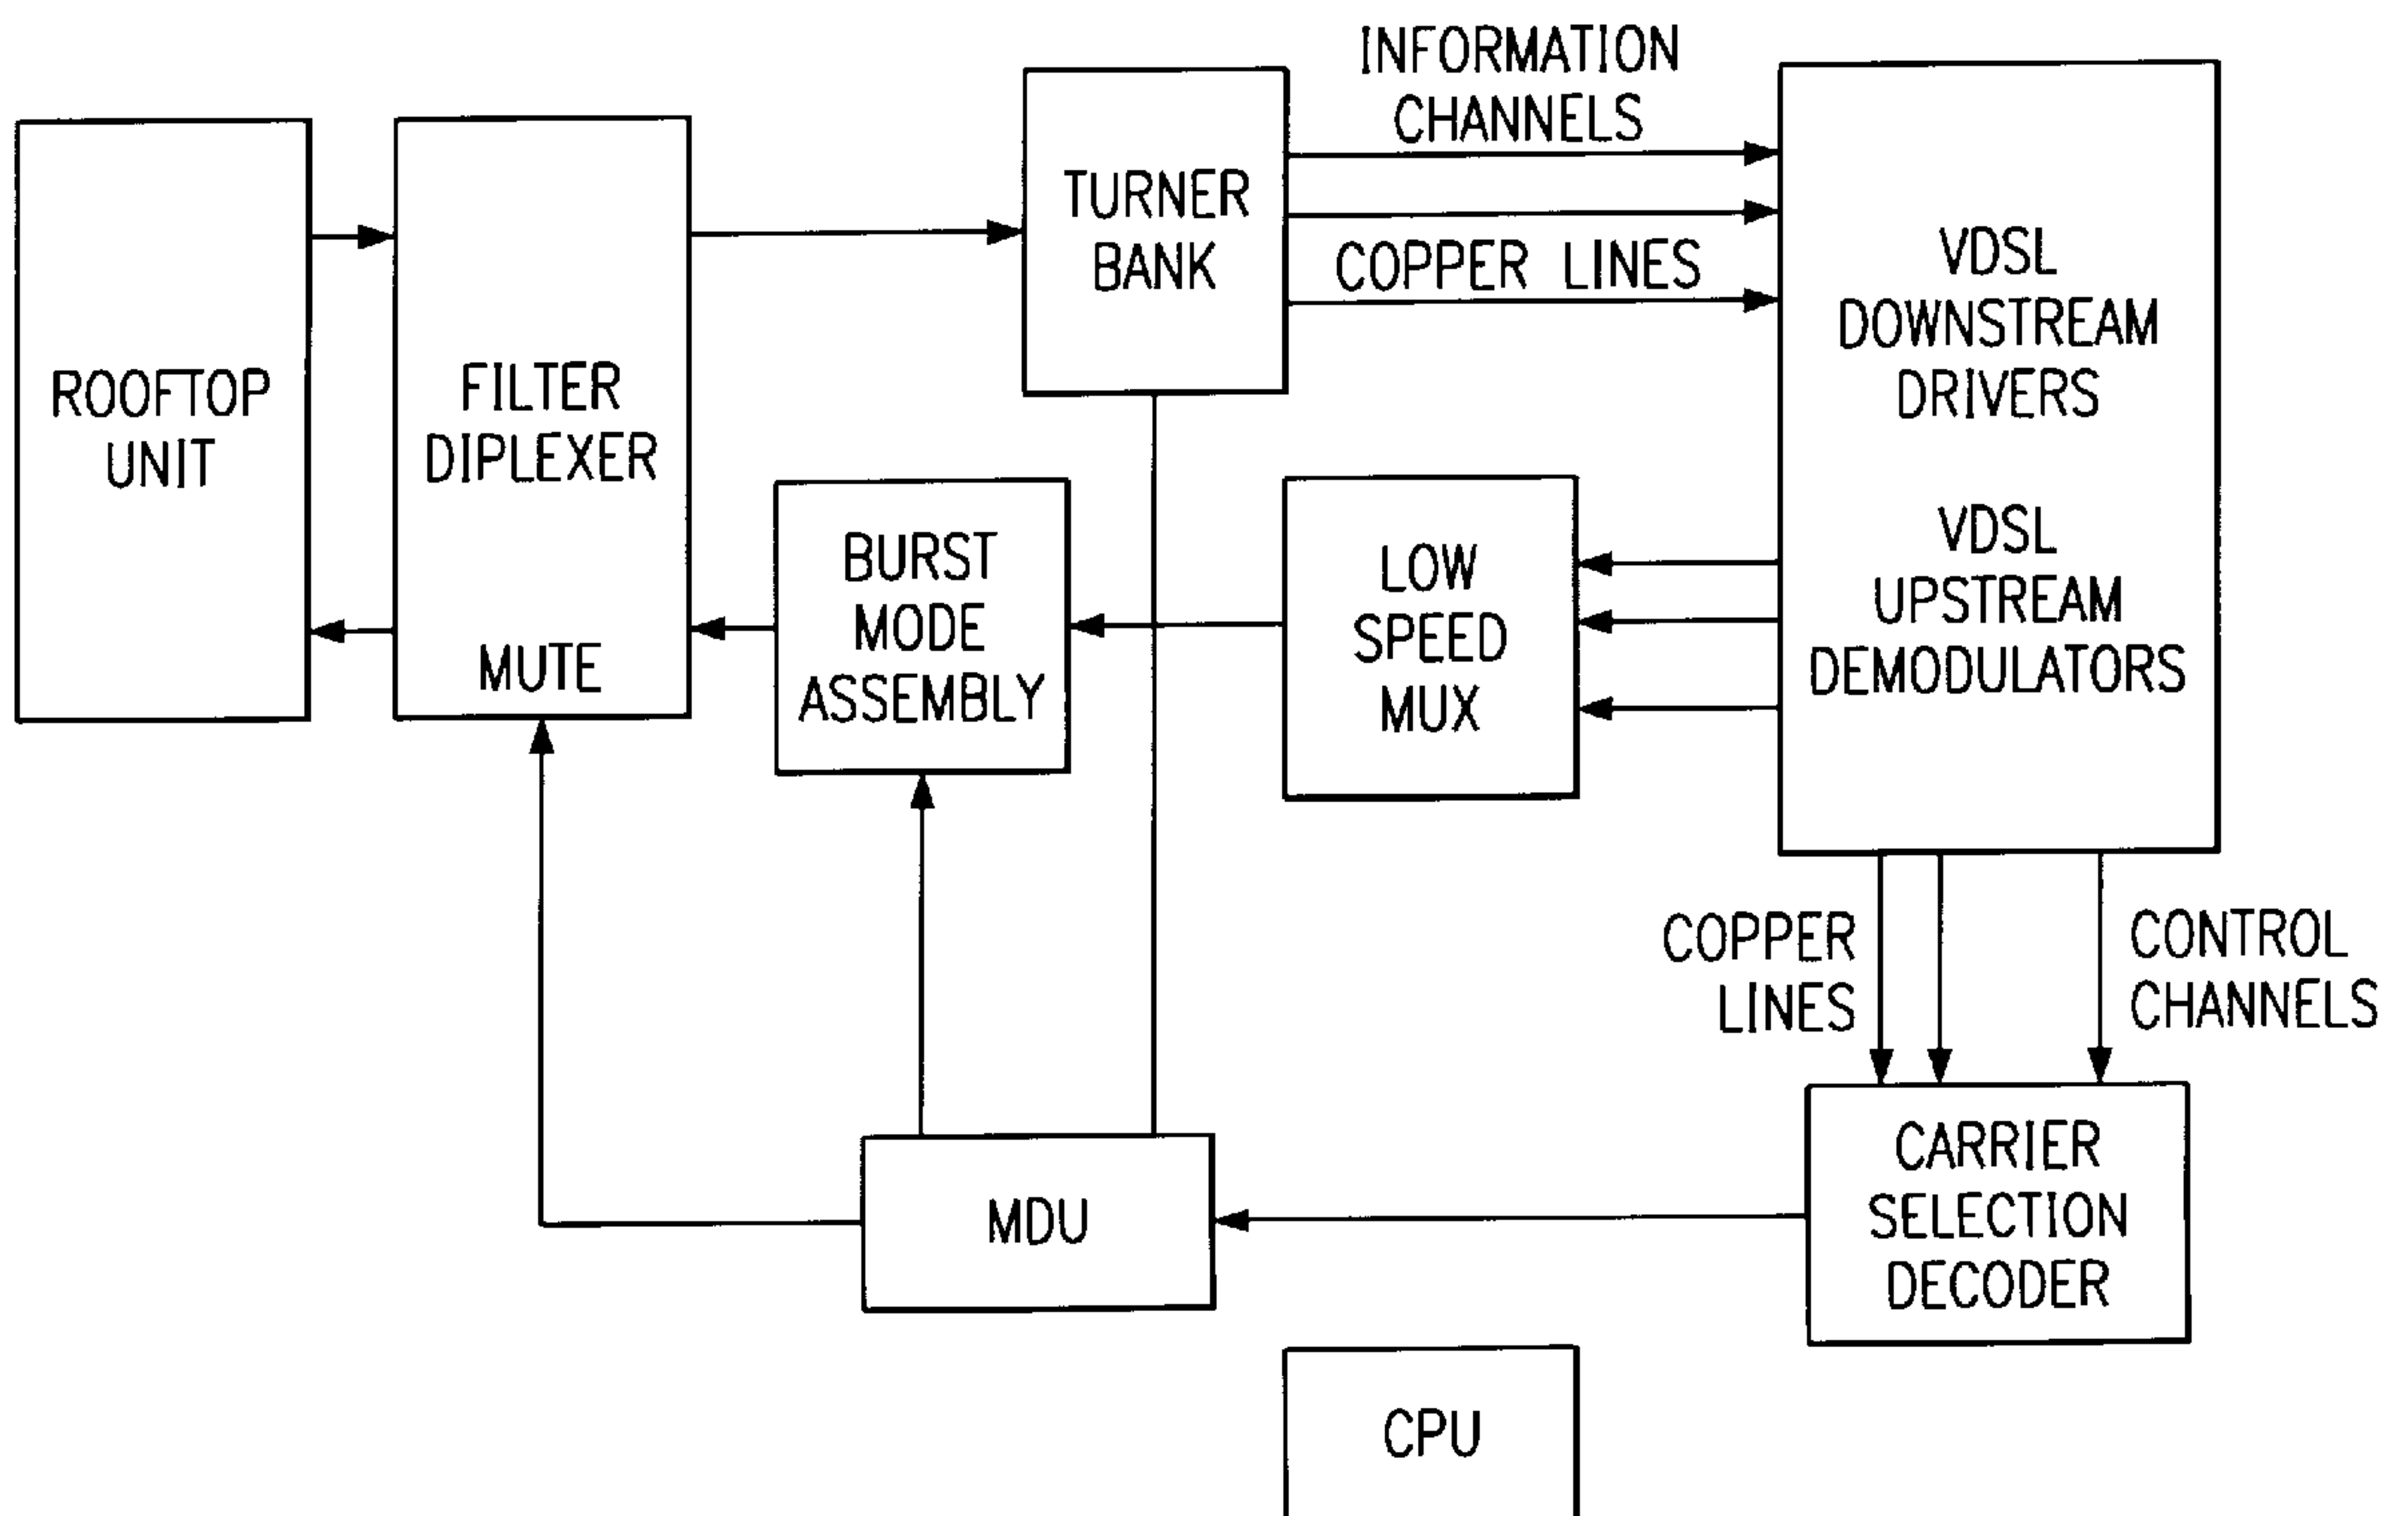 INFORMATION
CHANNELS
ROOFTOP
UNIT
FILTER
DIPLEXER
MUTE
TURNER
BANK
COPPER LINES
VDSL
DOWNSTREAM
DRIVERS
VDSL
UPSTREAM
DEMODULATORS
BURST
MODE
ASSEMBLY
LOW
SPEED
MUX
COPPER
LINES
CONTROL
CHANNELS
MDU
CARRIER
SELECTION
DECODER
CPU